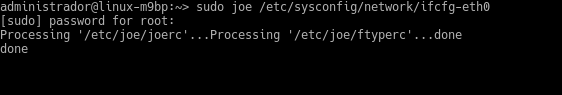 administrador@linux-m9bp:~> sudo joe /etc/sysconfig/network/ifcfg-eth0
[sudo] password for root:
Processing '/etc/joe/joerc'...Processing '/etc/joe/ftyperc'...done
done